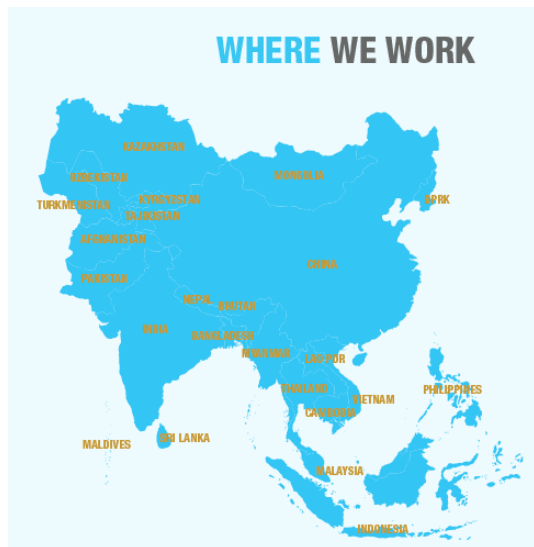 WHERE WE WORK
KAZAKHSTAN
MONGOLIA
UZBEKISTAN
KYRGYZSTAN
TURKMENISTAN
DPRK
TAJIKISTAN
AFGHANISTAN
CHINA
PAKISTAN
NEPAL
BHUTAN
INDIA
BANGLADESH
MYANMAR
LAO PDR
THAILAND
PHILIPPINES
VIETNAM
CAMBODIA
SRI LANKA
MALDIVES
MALAYSIA
INDONESIA